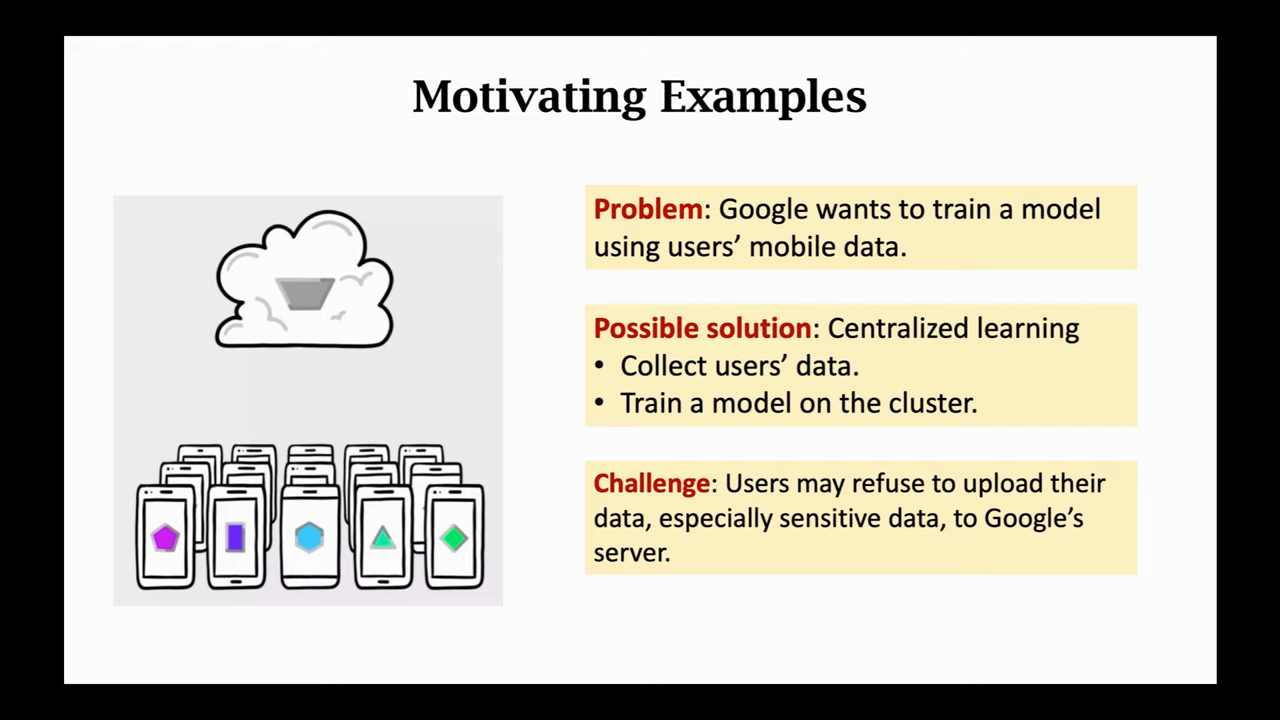 Motivating Examples
Problem: Google wants to train a model
using users’ mobile data.
Possible solution: Centralized learning
• Collect users’ data.
• Train a model on the cluster.
Challenge: Users may refuse to upload their
data, especially sensitive data, to Google’s
server.